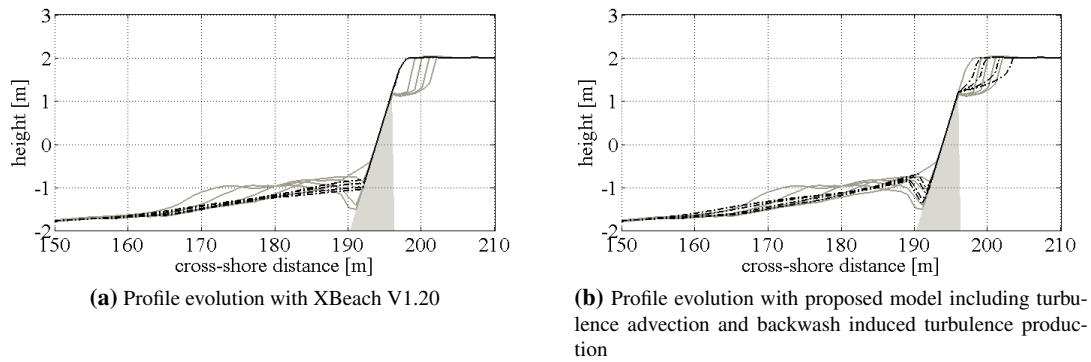 3
2
1
0
-1
-2
150 160 170 180 190 200 210
cross-shore distance [m]
height [m]
(a) Profile evolution with XBeach V1.20
3
2
1
0
-1
-2
150 160 170 180 190 200 210
cross-shore distance [m]
height [m]
(b) Profile evolution with proposed model including turbu-
lence advection and backwash induced turbulence produc-
tion